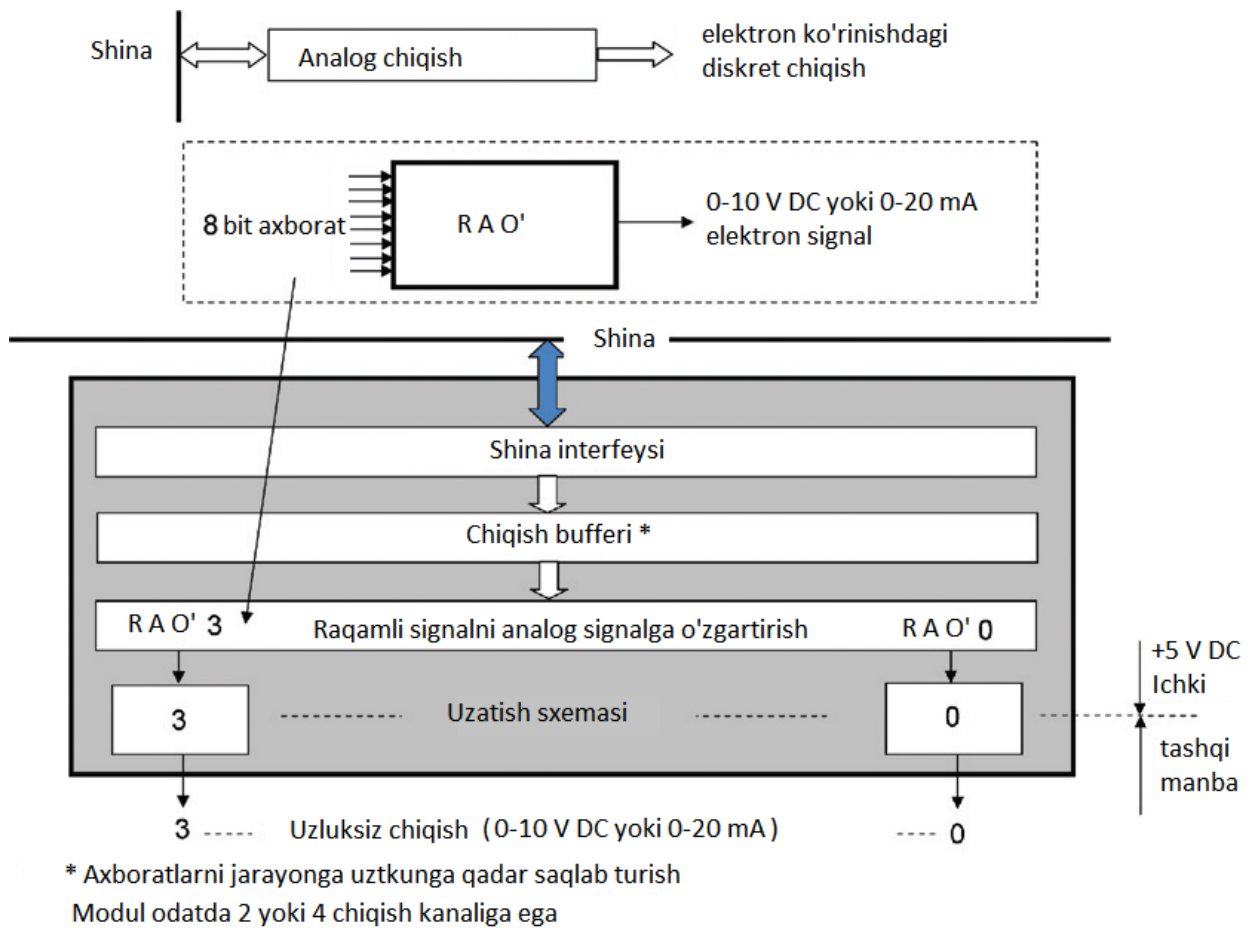 Shina
Analog chiqish
elektron ko'rinishdagi
diskret chiqish
8 bit axborat
R A O'
0-10 V DC yoki 0-20 mA
elektron signal
Shina
Shina interfeysi
Chiqish bufferi *
R A O' 3
Raqamli signalni analog signalga o'zgartirish
R A O' 0
+5 V DC
Ichki
3
Uzatish sxemasi
0
tashqi
manba
3
Uzluksiz chiqish ( 0-10 V DC yoki 0-20 mA )
0
* Axboratlarni jarayonga uztkunga qadar saqlab turish
Modul odatda 2 yoki 4 chiqish kanaliga ega